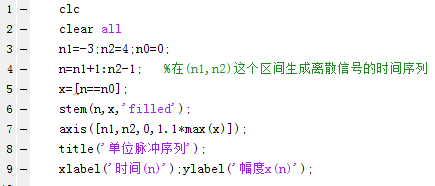 1 - clc
2 - clear all
3 - n1=-3;n2=4;n0=0;
4 - n=n1+1:n2-1; %在(n1,n2)这个区间生成离散信号的时间序列
5 - x=[n==n0];
6 - stem(n,x,'filled');
7 - axis([n1,n2,0,1.1*max(x)]);
8 - title('单位脉冲序列');
9 - xlabel('时间(n)');ylabel('幅度x(n)');